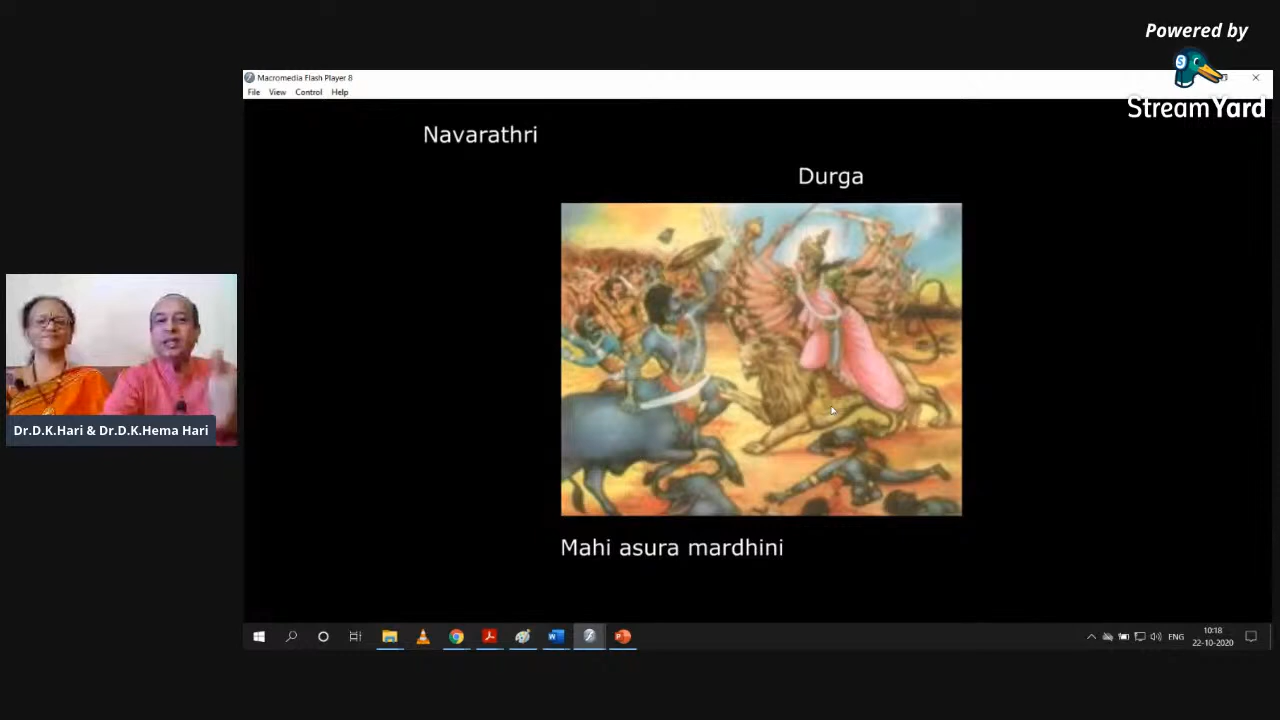 Powered by
StreamYard
Macromedia Flash Player 8
File View Control Help
Navarathri
Durga
Mahi asura mardhini
Dr.D.K.Hari & Dr.D.K.Hema Hari
ENG
10:18
22-10-2020